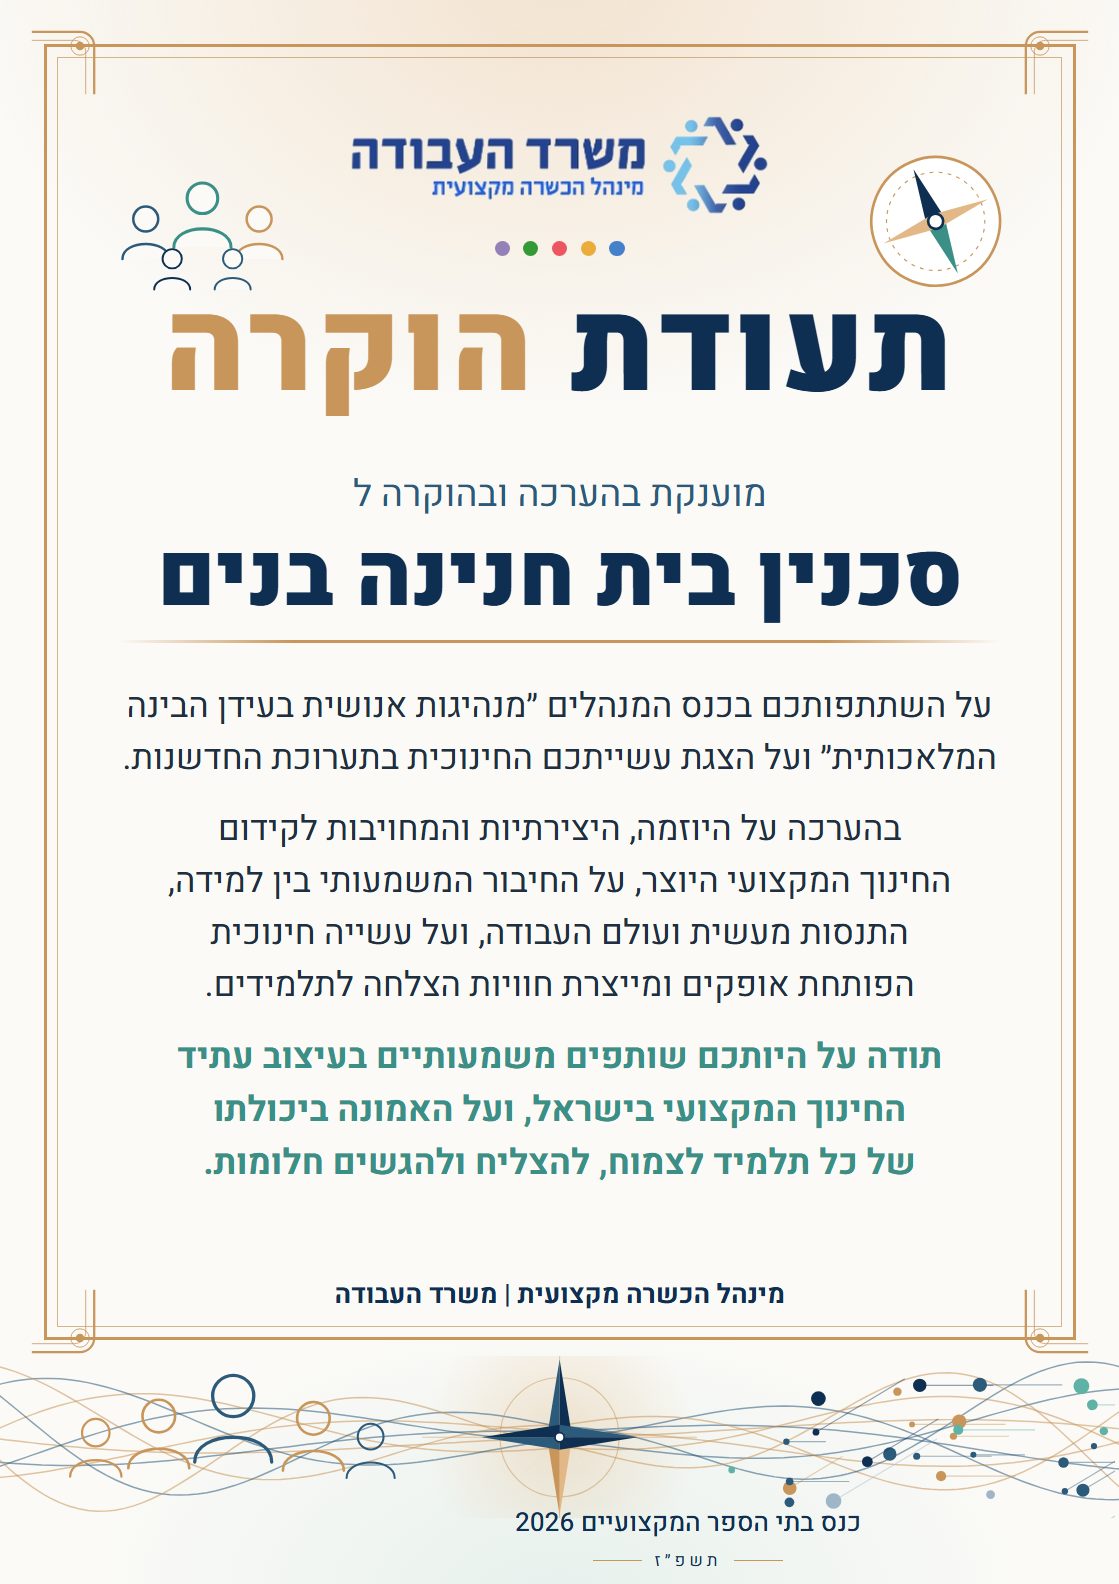 משרד העבודה
מינהל הכשרה מקצועית
תעודת הוקרה
מוענקת בהערכה ובהוקרה ל
סכנין בית חנינה בנים
על השתתפותכם בכנס המנהלים "מנהיגות אנושית בעידן הבינה
המלאכותית" ועל הצגת עשייתכם החינוכית בתערוכת החדשנות.
בהערכה על היוזמה, היצירתיות והמחויבות לקידום
החינוך המקצועי היוצר, על החיבור המשמעותי בין למידה,
התנסות מעשית ועולם העבודה, ועל עשייה חינוכית
הפותחת אופקים ומייצרת חוויות הצלחה לתלמידים.
תודה על היותכם שותפים משמעותיים בעיצוב עתיד
החינוך המקצועי בישראל, ועל האמונה ביכולתו
של כל תלמיד לצמוח, להצליח ולהגשים חלומות.
מינהל הכשרה מקצועית | משרד העבודה
כנס בתי הספר המקצועיים 2026
תשפ"ז